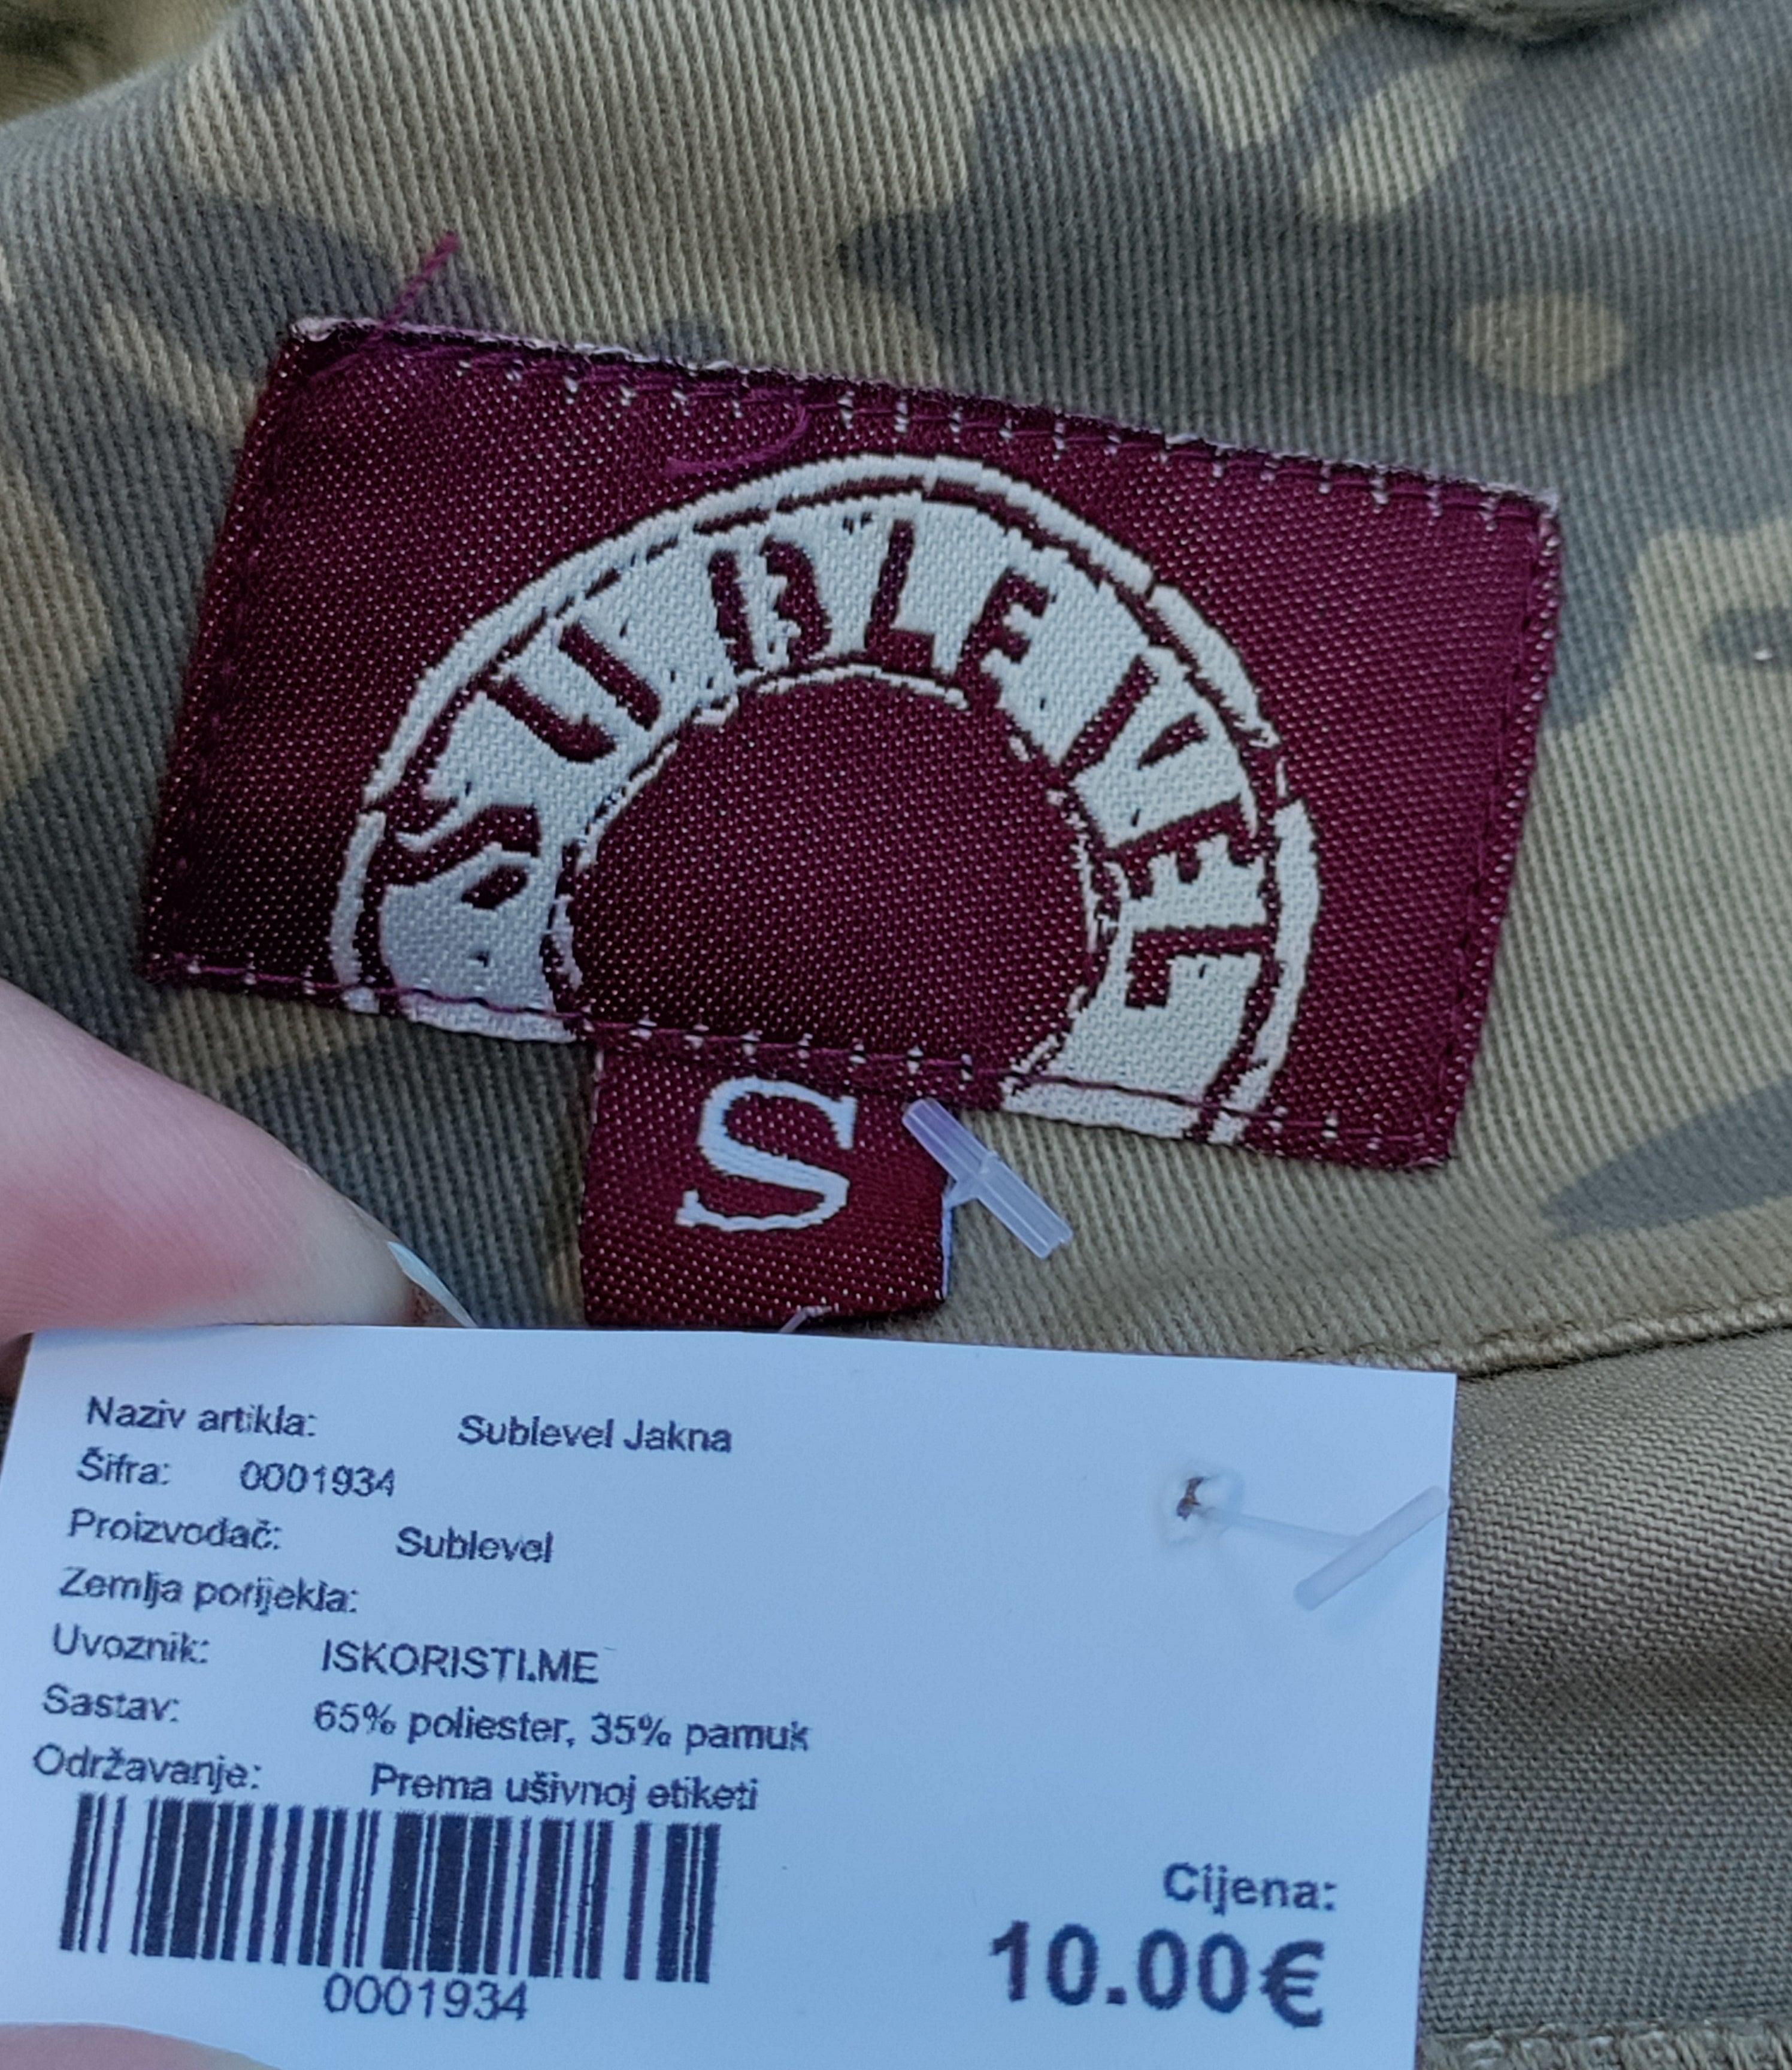 SUBLEVEL
S
Naziv artikla: Sublevel Jakna
Šifra: 0001934
Proizvođač: Sublevel
Zemlja porijekla:
Uvoznik: ISKORISTI.ME
Sastav: 65% poliester, 35% pamuk
Održavanje: Prema ušivnoj etiketi
0001934
Cijena:
10.00€